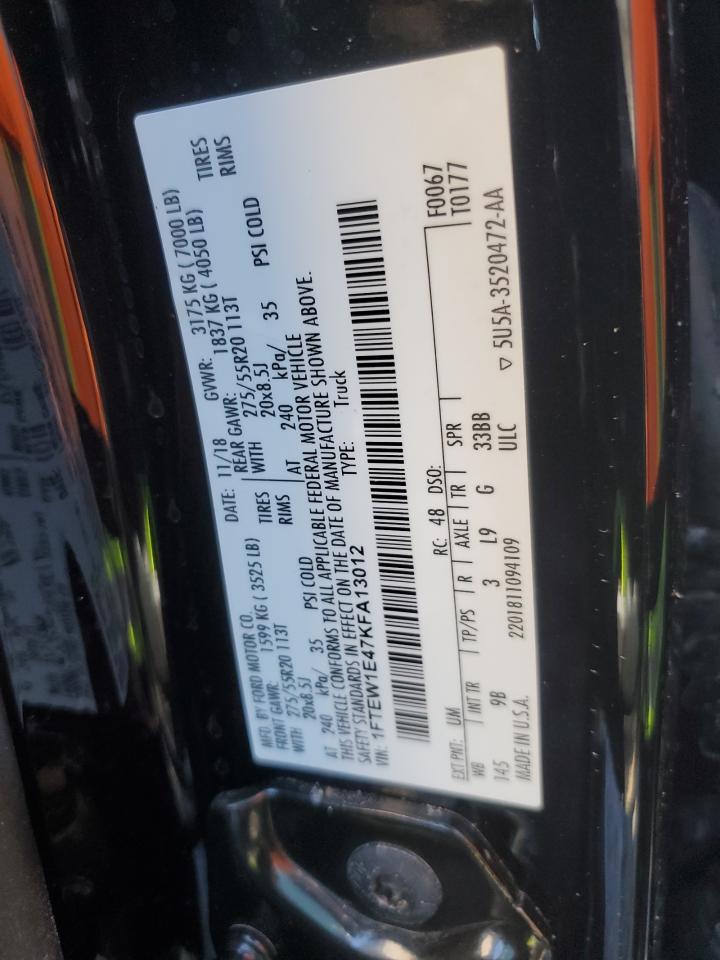 MFD. BY FORD MOTOR CO. DATE: 11/18 GVWR: 3175 KG ( 7000 LB)
FRONT GAWR: 1599 KG ( 3525 LB) REAR GAWR: 1837 KG ( 4050 LB)
WITH 275/55R20 113T TIRES WITH 275/55R20 113T TIRES
20x8.5J RIMS 20x8.5J RIMS
AT 240 kPa/ 35 PSI COLD AT 240 kPa/ 35 PSI COLD
THIS VEHICLE CONFORMS TO ALL APPLICABLE FEDERAL MOTOR VEHICLE
SAFETY STANDARDS IN EFFECT ON THE DATE OF MANUFACTURE SHOWN ABOVE.
VIN: 1FTEW1E47KFA13012 TYPE: Truck
EXT PNT: UM RC: 48 DSO: F0067
WB INT TR TP/PS R AXLE TR SPR T0177
145 9B 3 L9 G 33BB
MADE IN U.S.A. 2201811094109 ULC ▽ 5U5A-3520472-AA